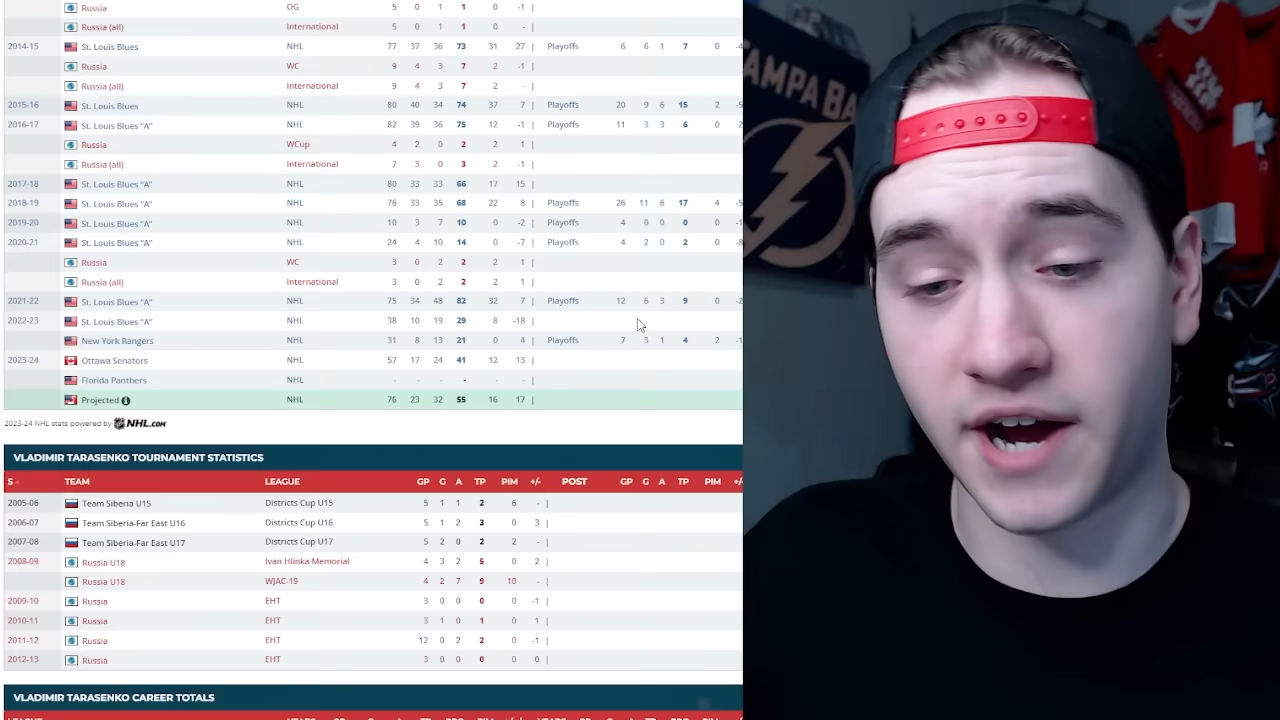 Russia OG 5 0 1 1 0 -1 |
Russia (all) International 5 0 1 1 0 - |
2014-15 St. Louis Blues NHL 77 37 36 73 31 27 | Playoffs 6 6 1 7 0 -4
Russia WC 9 4 3 7 2 -1 |
Russia (all) International 9 4 3 7 2 - |
2015-16 St. Louis Blues NHL 80 40 34 74 37 7 | Playoffs 20 9 6 15 2 -5
2016-17 St. Louis Blues “A” NHL 82 39 36 75 12 -1 | Playoffs 11 3 3 6 0 2
Russia WCup 4 2 0 2 2 1 |
Russia (all) International 7 3 0 3 2 -1 |
2017-18 St. Louis Blues “A” NHL 80 33 33 66 17 15 |
2018-19 St. Louis Blues “A” NHL 76 33 35 68 22 8 | Playoffs 26 11 6 17 4 -5
2019-20 St. Louis Blues “A” NHL 10 3 7 10 0 -2 | Playoffs 4 0 0 0 0 -1
2020-21 St. Louis Blues “A” NHL 24 4 10 14 0 -7 | Playoffs 4 2 0 2 0 -8
Russia WC 3 0 2 2 2 1 |
Russia (all) International 3 0 2 2 2 1 |
2021-22 St. Louis Blues “A” NHL 75 34 48 82 32 7 | Playoffs 12 6 3 9 0 -2
2022-23 St. Louis Blues “A” NHL 38 10 19 29 8 -18 |
New York Rangers NHL 31 8 13 21 0 4 | Playoffs 7 3 1 4 2 -1
2023-24 Ottawa Senators NHL 57 17 24 41 12 13 |
Florida Panthers NHL - - - - - - |
Projected NHL 76 23 32 55 16 17 |
2023-24 NHL stats powered by NHL.COM
VLADIMIR TARASENKO TOURNAMENT STATISTICS
S TEAM LEAGUE GP G A TP PIM +/- POST GP G A TP PIM +/-
2005-06 Team Siberia U15 Districts Cup U15 5 1 1 2 6 - |
2006-07 Team Siberia-Far East U16 Districts Cup U16 5 1 2 3 0 3 |
2007-08 Team Siberia-Far East U17 Districts Cup U17 5 2 0 2 2 - |
2008-09 Russia U18 Ivan Hlinka Memorial 4 3 2 5 0 2 |
Russia U18 WJAC-19 4 2 7 9 10 - |
2009-10 Russia EHT 3 0 0 0 0 -1 |
2010-11 Russia EHT 3 1 0 1 0 1 |
2011-12 Russia EHT 12 0 2 2 0 -1 |
2012-13 Russia EHT 3 0 0 0 0 0 |
VLADIMIR TARASENKO CAREER TOTALS
AMPA BA